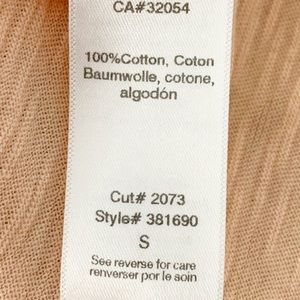 CA#32054
100%Cotton, Coton
Baumwolle, cotone,
algodón
Cut# 2073
Style# 381690
S
See reverse for care
renverser por le soin